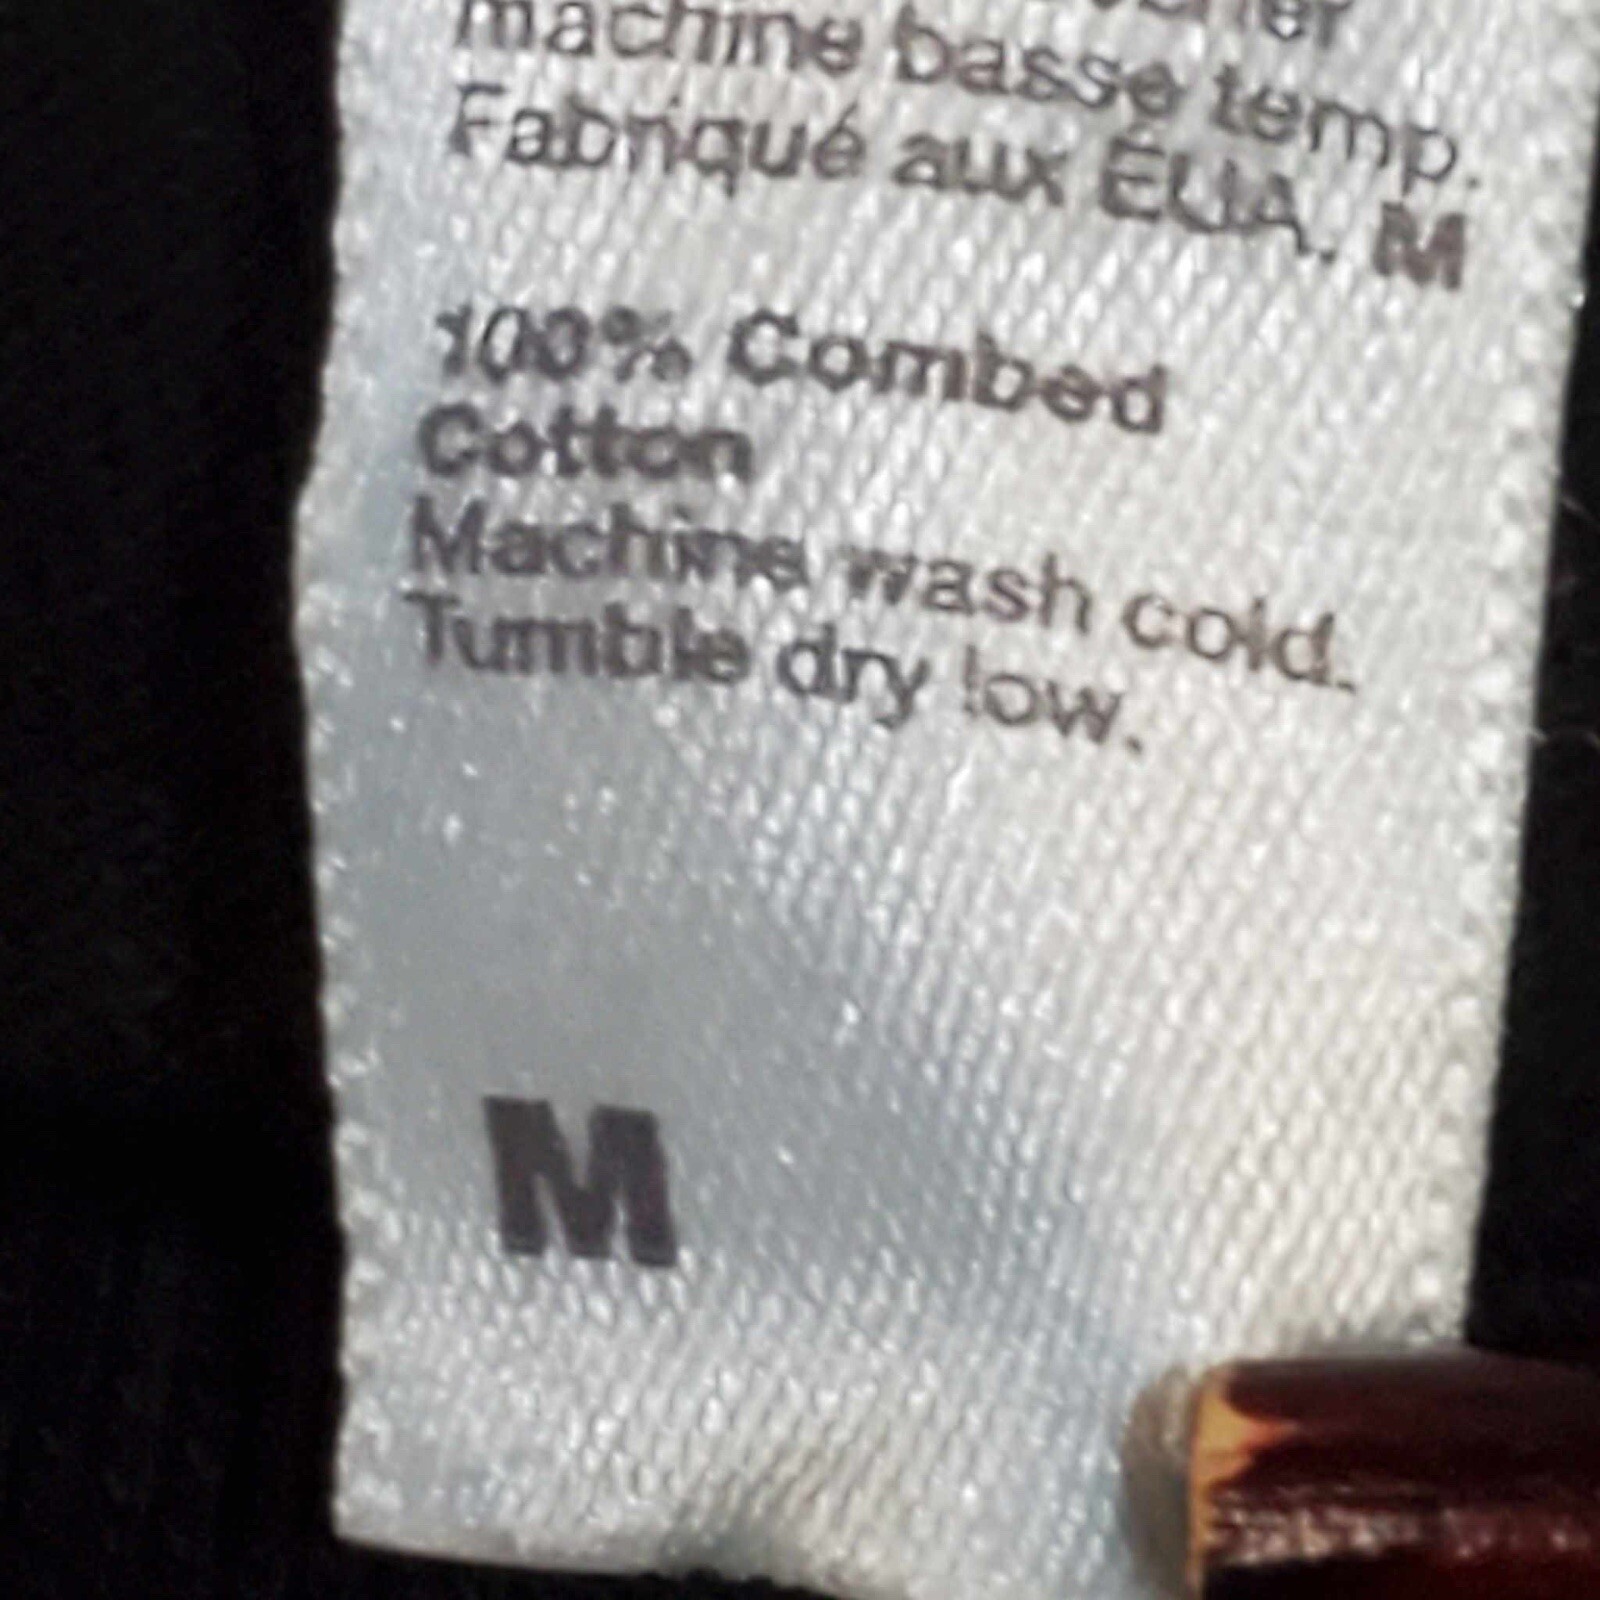 machine basse temp.
Fabriqué aux ÉUA. M
100% Combed
Cotton
Machine wash cold.
Tumble dry low.
M